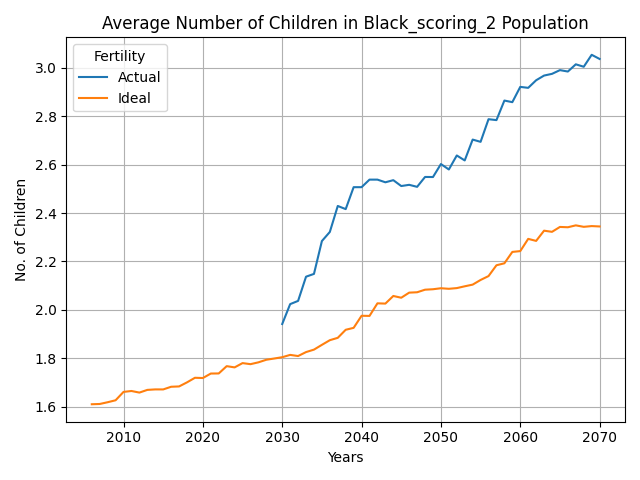 Average Number of Children in Black_scoring_2 Population
Fertility
Actual
Ideal
No. of Children
3.0
2.8
2.6
2.4
2.2
2.0
1.8
1.6
2010 2020 2030 2040 2050 2060 2070
Years